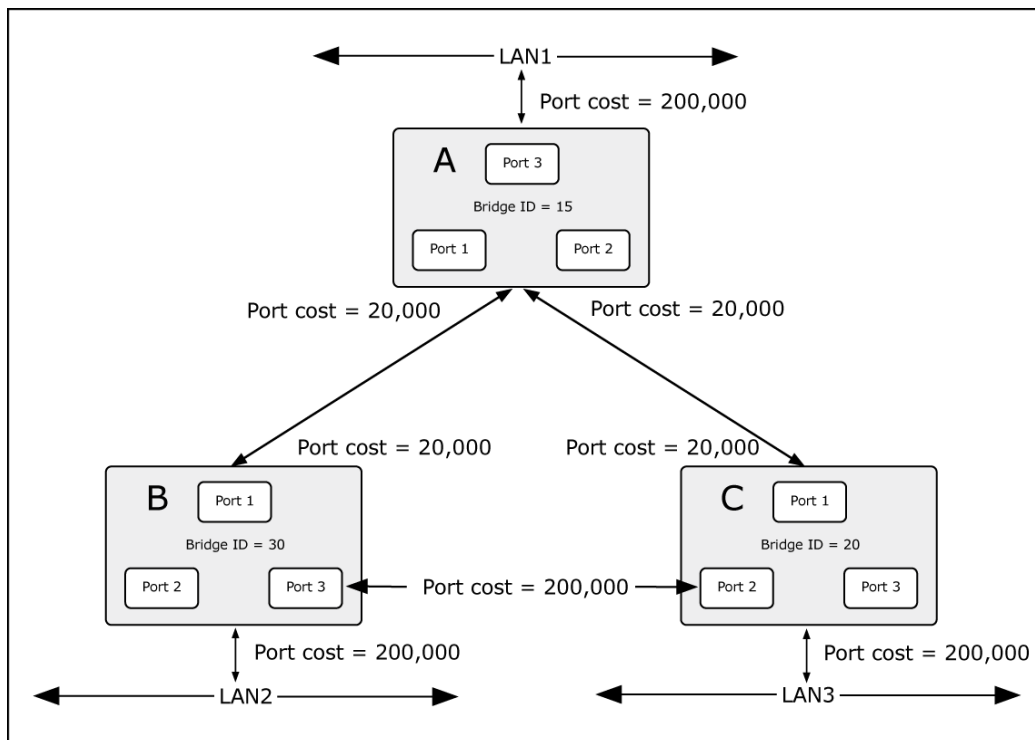 LAN1
Port cost = 200,000
A
Port 3
Bridge ID = 15
Port 1
Port 2
Port cost = 20,000
Port cost = 20,000
Port cost = 20,000
Port cost = 20,000
B
Port 1
Bridge ID = 30
Port 2
Port 3
C
Port 1
Bridge ID = 20
Port 2
Port 3
Port cost = 200,000
Port cost = 200,000
Port cost = 200,000
LAN2
LAN3